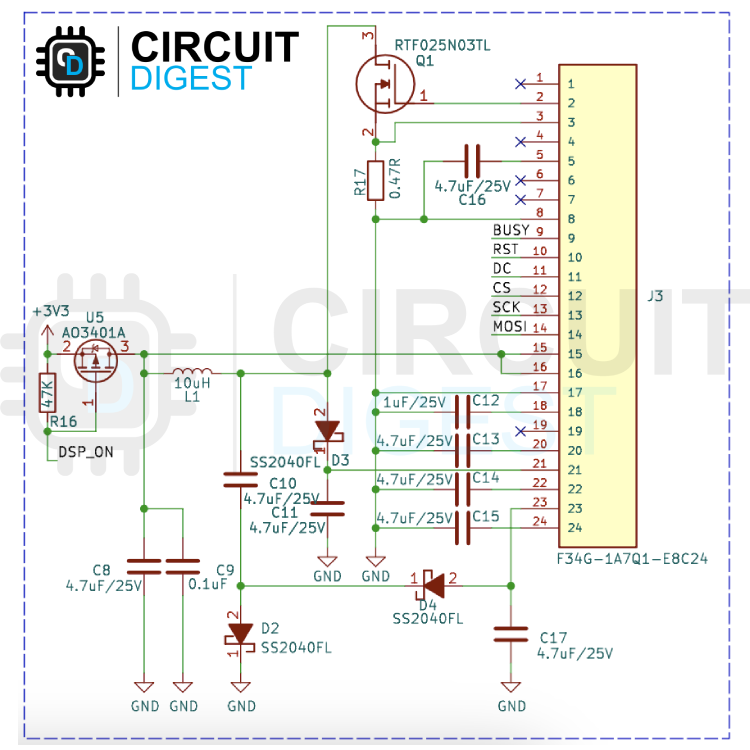 CIRCUIT
DIGEST
RTF025N03TL
Q1
3
1
2
R17
0.47R
4.7uF/25V
C16
1 1
2 2
3 3
4 4
5 5
6 6
7 7
8 8
BUSY 9 9
RST 10 10
DC 11 11
CS 12 12
SCK 13 13
MOSI 14 14
15 15
16 16
17 17
18 18
19 19
20 20
21 21
22 22
23 23
24 24
J3
F34G-1A7Q1-E8C24
CIRCUIT
DIGEST
+3V3
U5
AO3401A
2 3
1
47K
R16
DSP_ON
10uH
L1
1uF/25V C12
4.7uF/25V C13
4.7uF/25V C14
4.7uF/25V C15
2
1
SS2040FL D3
C10
4.7uF/25V
C11
4.7uF/25V
GND GND
C8
4.7uF/25V
C9
0.1uF
1 2
D4
SS2040FL
2
1
D2
SS2040FL
C17
4.7uF/25V
GND GND GND GND